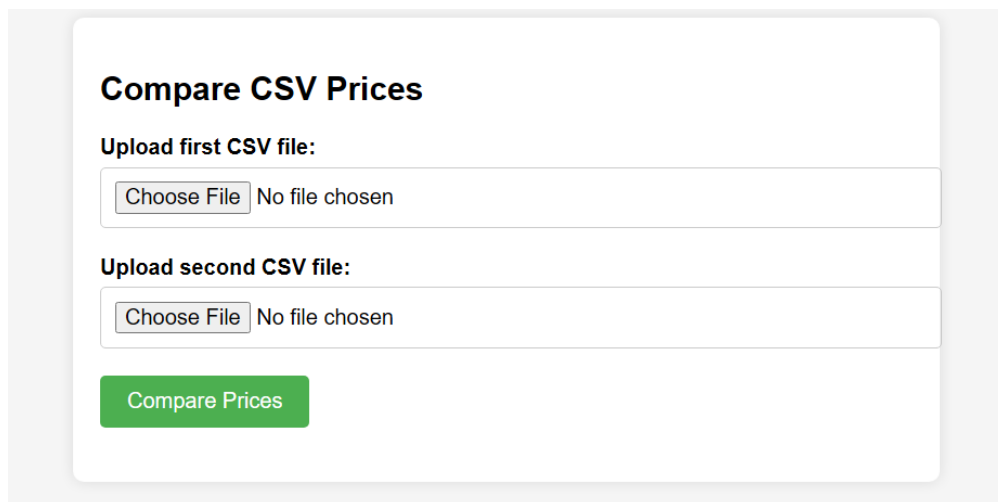 Compare CSV Prices
Upload first CSV file:
Choose File No file chosen
Upload second CSV file:
Choose File No file chosen
Compare Prices